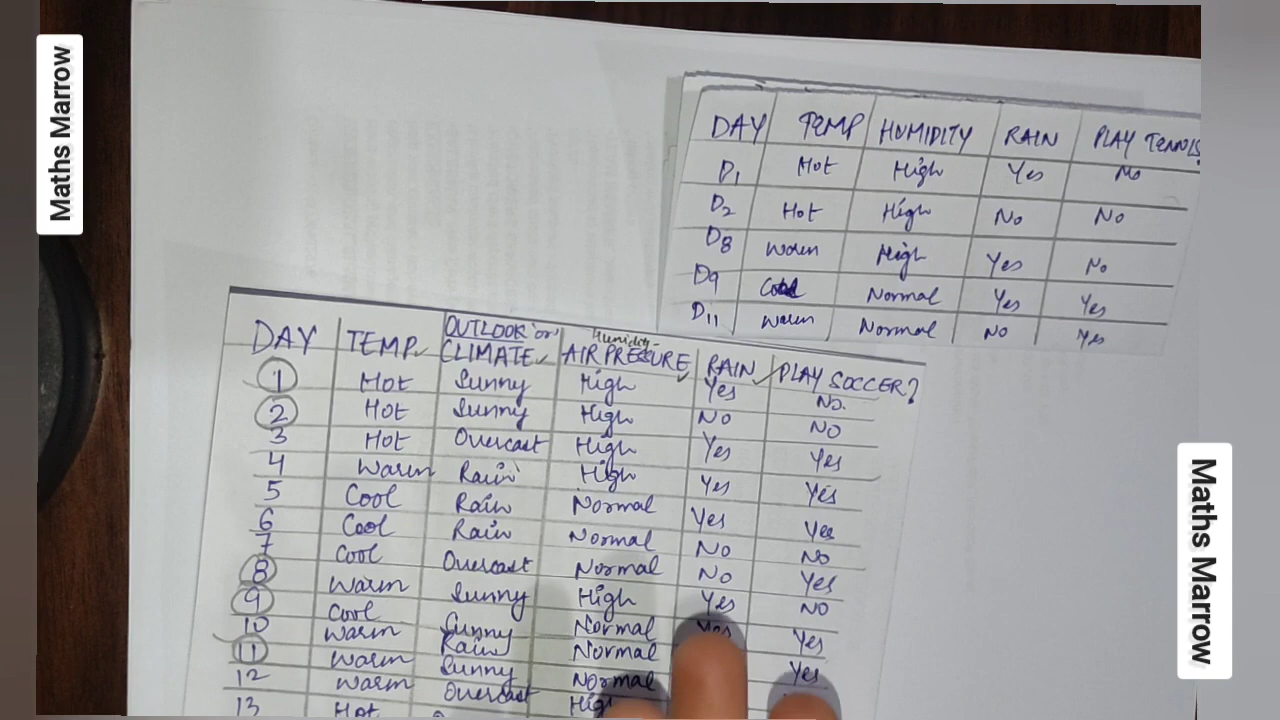 Maths Marrow
DAY TEMP HUMIDITY RAIN PLAY TENNIS
D1 Hot High Yes No
D2 Hot High No No
D8 Warm High Yes No
D9 Cool Normal Yes Yes
D11 Warm Normal No Yes
DAY TEMP OUTLOOK 'or' CLIMATE Humidity- AIR PRESSURE RAIN PLAY SOCCER?
1 Hot Sunny High Yes No.
2 Hot Sunny High No NO
3 Hot Overcast High Yes Yes
4 Warm Rain High Yes Yes
5 Cool Rain Normal Yes Yes
6 Cool Rain Normal No No
7 Cool Overcast Normal No Yes
8 Warm Sunny High Yes NO
9 Cool Sunny Normal Yes Yes
10 Warm Rain Normal Yes
11 Warm Sunny Normal
12 Warm Overcast High
13 Hot
Maths Marrow